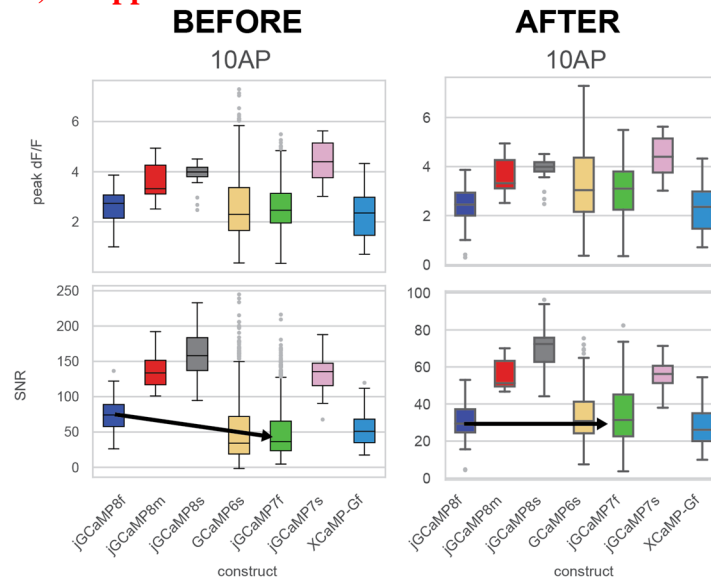 BEFORE
AFTER
10AP
10AP
peak dF/F
6
4
2
6
4
2
0
SNR
250
200
150
100
50
0
100
80
60
40
20
0
jGCaMP8f
jGCaMP8m
jGCaMP8s
GCaMP6s
jGCaMP7f
jGCaMP7s
XCaMP-Gf
jGCaMP8f
jGCaMP8m
jGCaMP8s
GCaMP6s
jGCaMP7f
jGCaMP7s
XCaMP-Gf
construct
construct